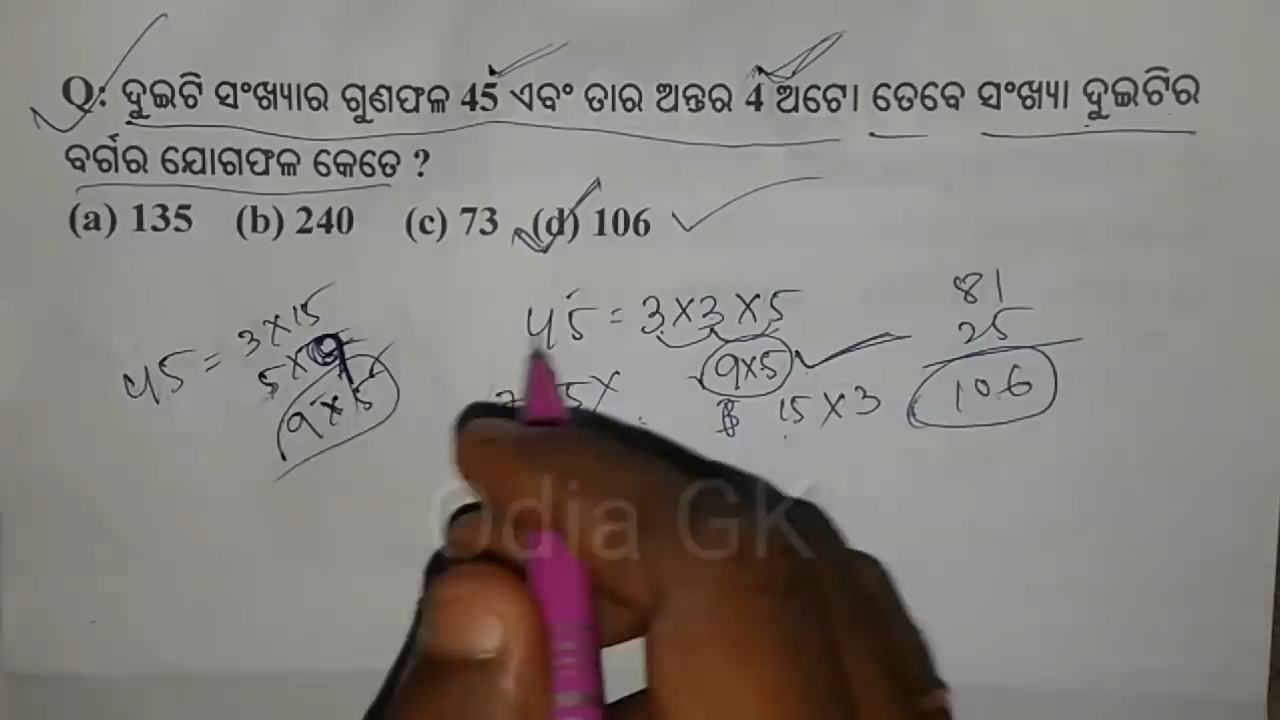 Q: ଦୁଇଟି ସଂଖ୍ୟାର ଗୁଣଫଳ 45 ଏବଂ ତାର ଅନ୍ତର 4 ଅଟେ। ତେବେ ସଂଖ୍ୟା ଦୁଇଟିର
ବର୍ଗର ଯୋଗଫଳ କେତେ ?
(a) 135 (b) 240 (c) 73 (d) 106
45 = 3×15
5×9
9×5
45 = 3×3×5
9×5
15×3
81
25
106
Odia GK